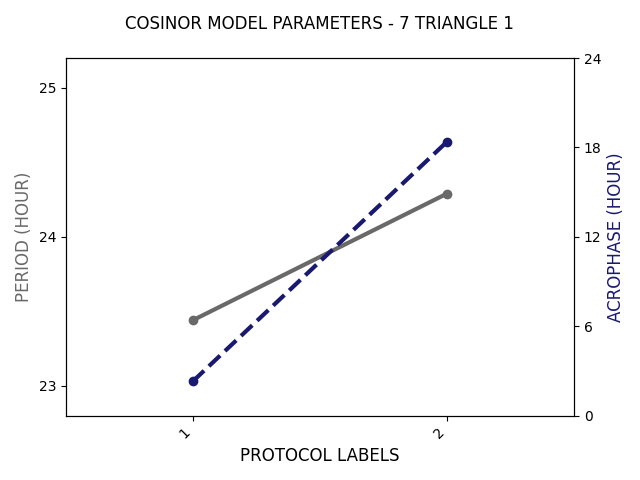 COSINOR MODEL PARAMETERS - 7 TRIANGLE 1
25
24
23
PERIOD (HOUR)
24
18
12
6
0
ACROPHASE (HOUR)
1
2
PROTOCOL LABELS